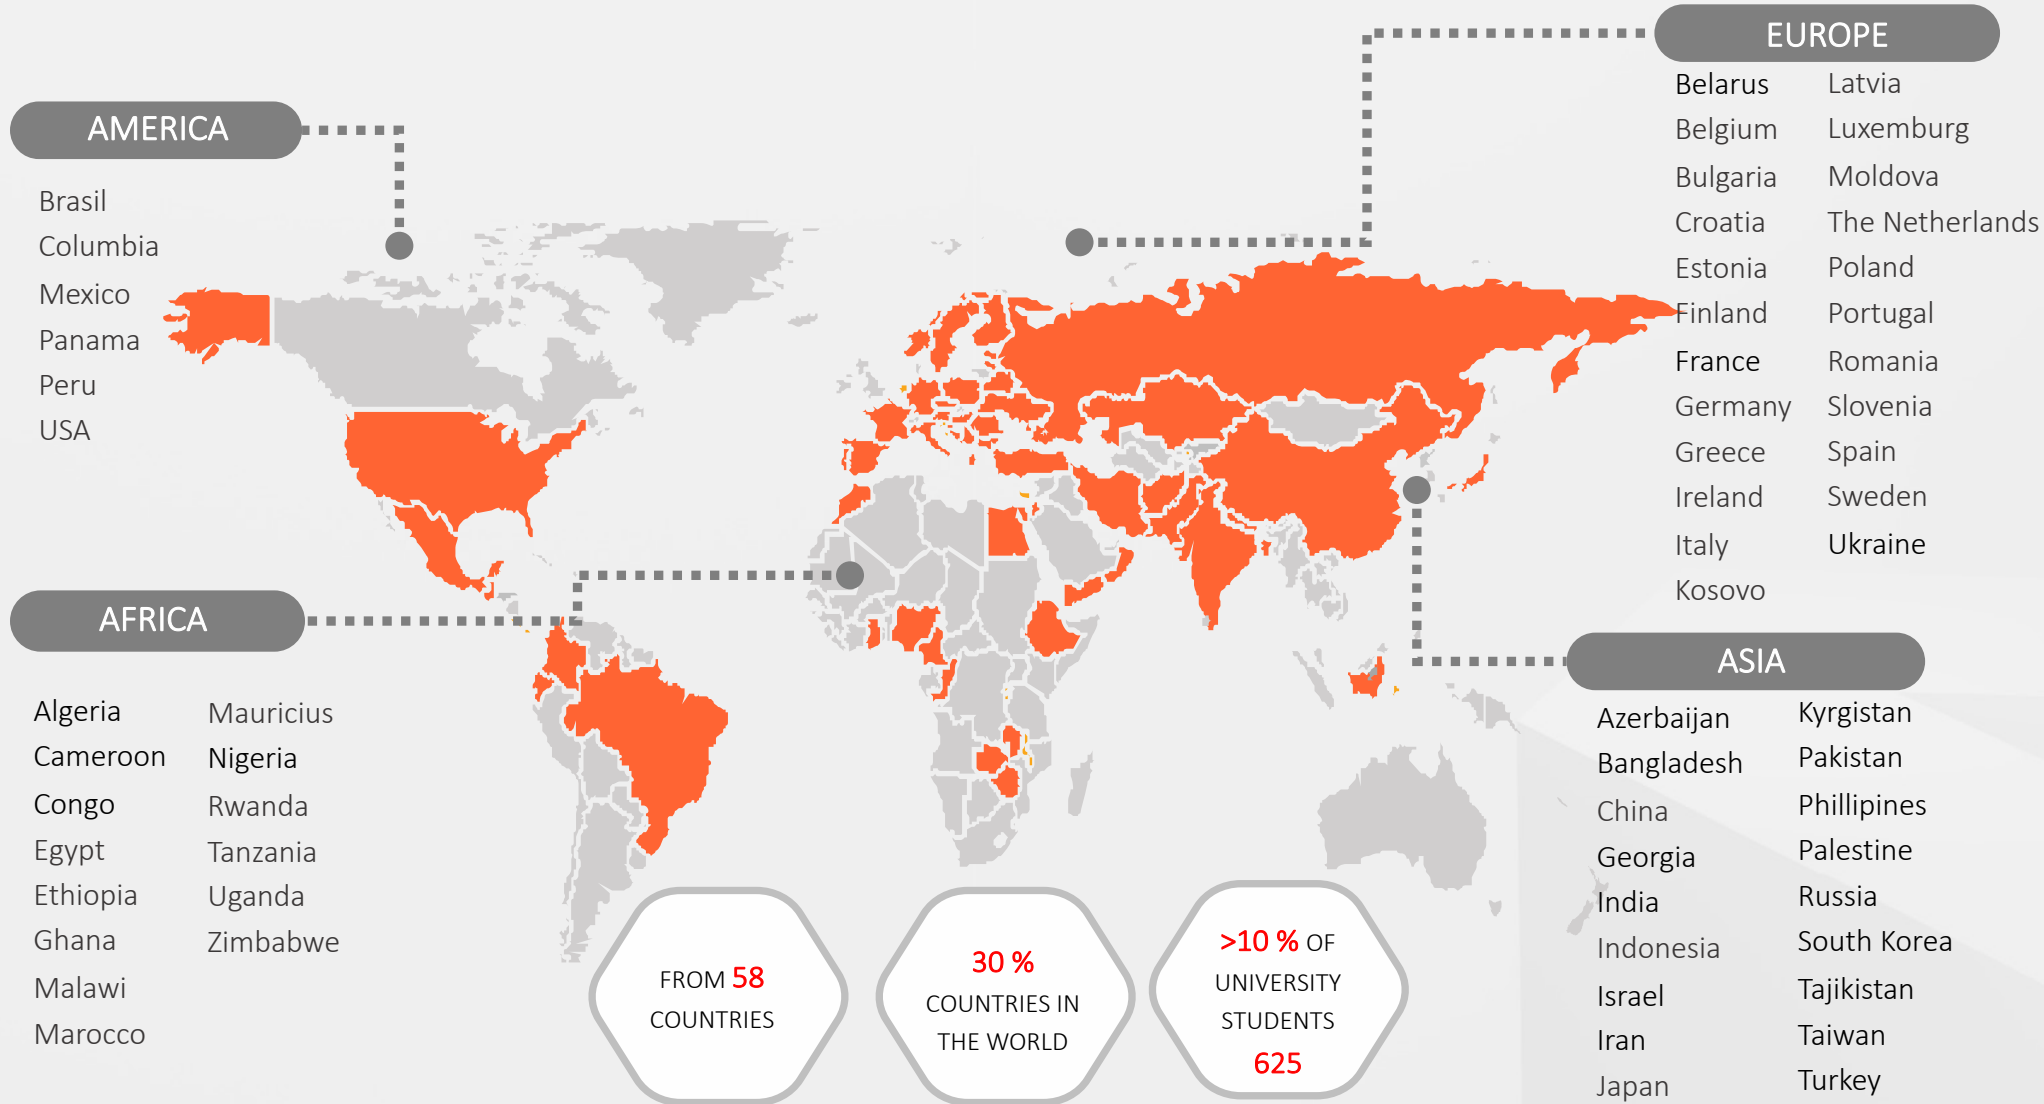 AMERICA
Brasil
Columbia
Mexico
Panama
Peru
USA
EUROPE
Belarus
Belgium
Bulgaria
Croatia
Estonia
Finland
France
Germany
Greece
Ireland
Italy
Kosovo
Latvia
Luxemburg
Moldova
The Netherlands
Poland
Portugal
Romania
Slovenia
Spain
Sweden
Ukraine
AFRICA
Algeria
Cameroon
Congo
Egypt
Ethiopia
Ghana
Malawi
Marocco
Mauricius
Nigeria
Rwanda
Tanzania
Uganda
Zimbabwe
ASIA
Azerbaijan
Bangladesh
China
Georgia
India
Indonesia
Israel
Iran
Japan
Kyrgistan
Pakistan
Phillipines
Palestine
Russia
South Korea
Tajikistan
Taiwan
Turkey
FROM 58
COUNTRIES
30 %
COUNTRIES IN
THE WORLD
>10 % OF
UNIVERSITY
STUDENTS
625